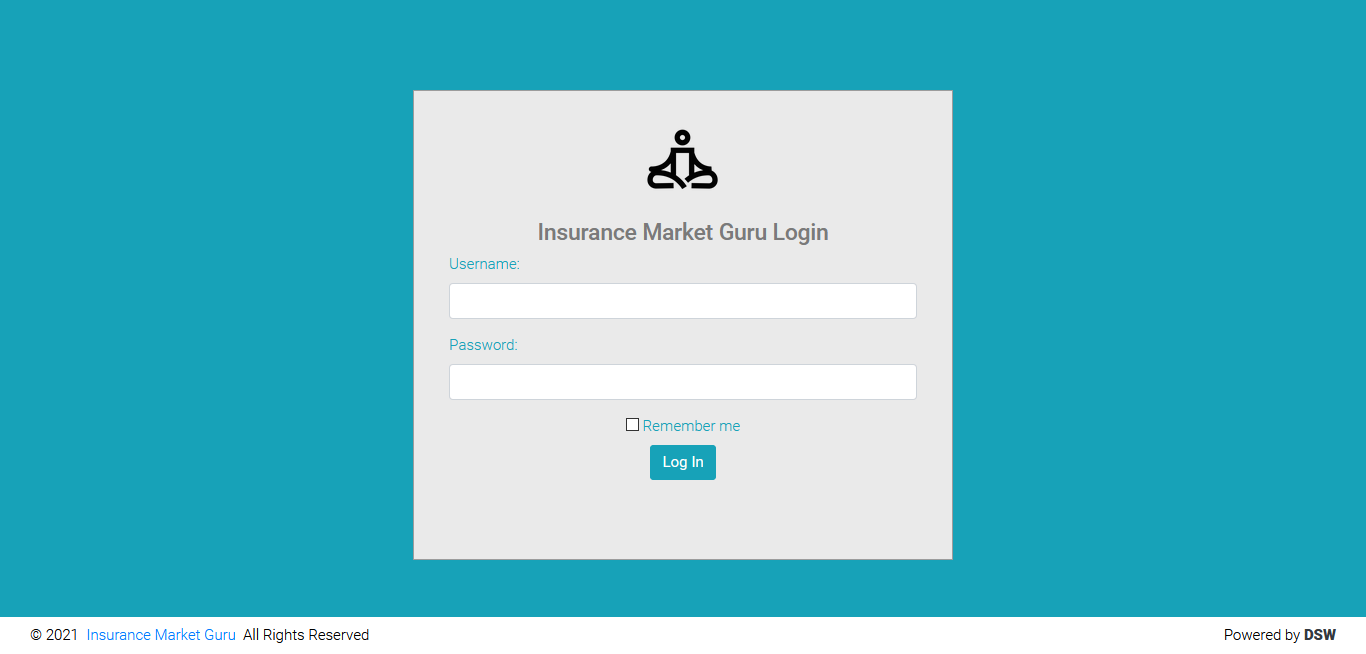 Insurance Market Guru Login
Username:
Password:
Remember me
Log In
© 2021 Insurance Market Guru All Rights Reserved
Powered by DSW